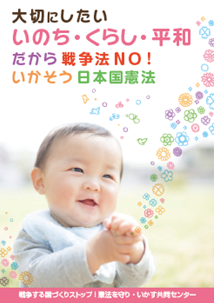 大切にしたい
いのち・くらし・平和
だから 戦争法NO！
いかそう 日本国憲法
戦争する国づくりストップ！憲法を守り・いかす共同センター